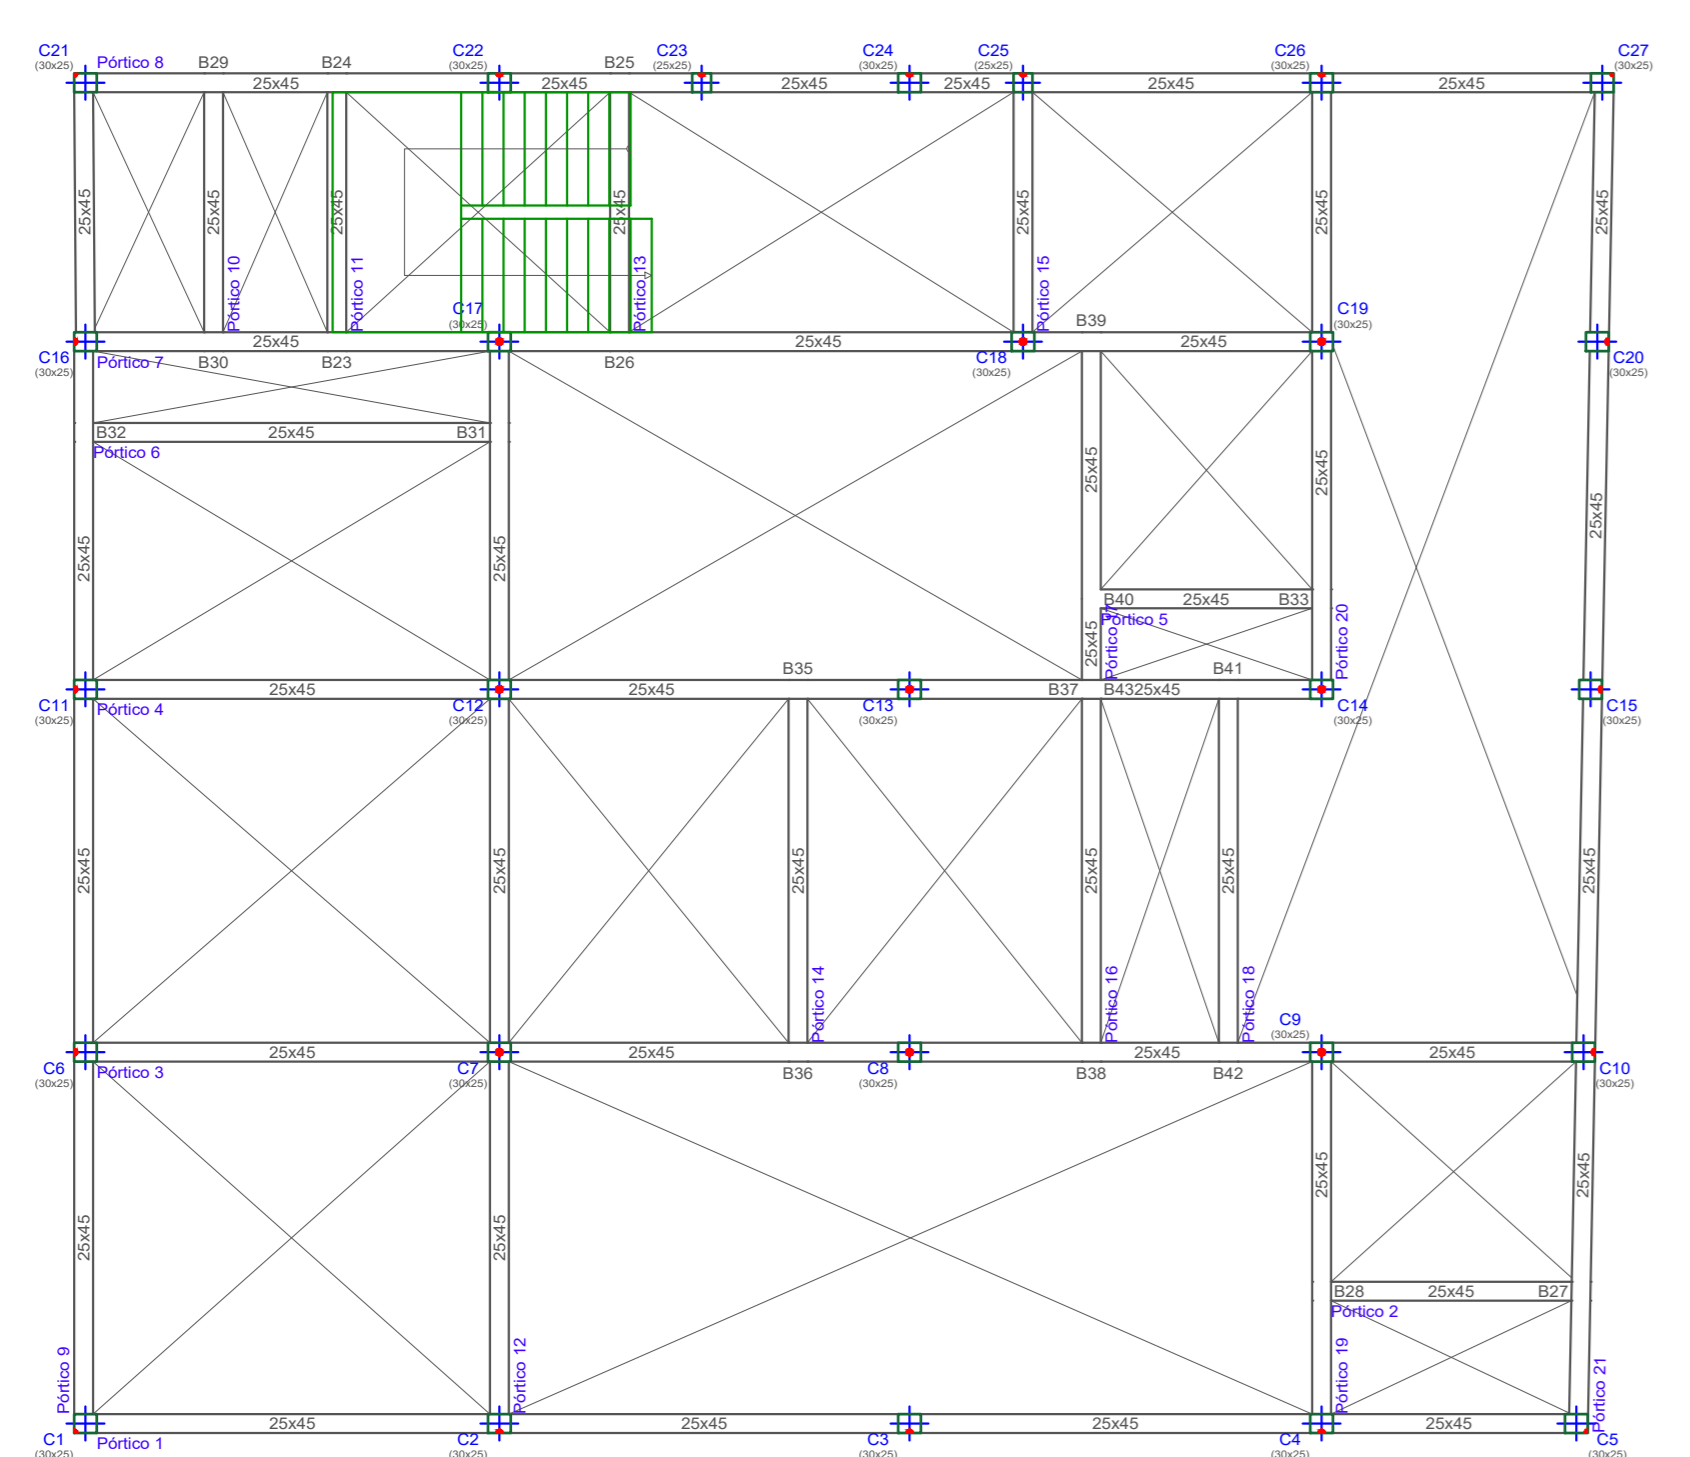 C21
(30x25)
Pórtico 8
B29
B24
C22
(30x25)
B25
C23
(25x25)
C24
(30x25)
C25
(25x25)
C26
(30x25)
C27
(30x25)
25x45
25x45
25x45
25x45
25x45
25x45
25x45
25x45
25x45
25x45
25x45
25x45
25x45
Pórtico 10
Pórtico 11
Pórtico 13
Pórtico 15
C17
(30x25)
B39
C19
(30x25)
25x45
25x45
25x45
C16
(30x25)
Pórtico 7
B30
B23
B26
C18
(30x25)
C20
(30x25)
B32
25x45
B31
Pórtico 6
25x45
25x45
25x45
25x45
25x45
B40
25x45
B33
Pórtico 5
25x45
Pórtico 20
B35
B41
25x45
25x45
B37
B43
25x45
C11
(30x25)
Pórtico 4
C12
(30x25)
C13
(30x25)
C14
(30x25)
C15
(30x25)
25x45
25x45
25x45
25x45
25x45
25x45
Pórtico 14
Pórtico 16
Pórtico 18
C9
(30x25)
25x45
25x45
25x45
25x45
C6
(30x25)
Pórtico 3
C7
(30x25)
B36
C8
(30x25)
B38
B42
C10
(30x25)
25x45
25x45
25x45
25x45
B28
25x45
B27
Pórtico 2
Pórtico 9
Pórtico 12
Pórtico 19
Pórtico 21
25x45
25x45
25x45
25x45
C1
(30x25)
Pórtico 1
C2
(30x25)
C3
(30x25)
C4
(30x25)
C5
(30x25)